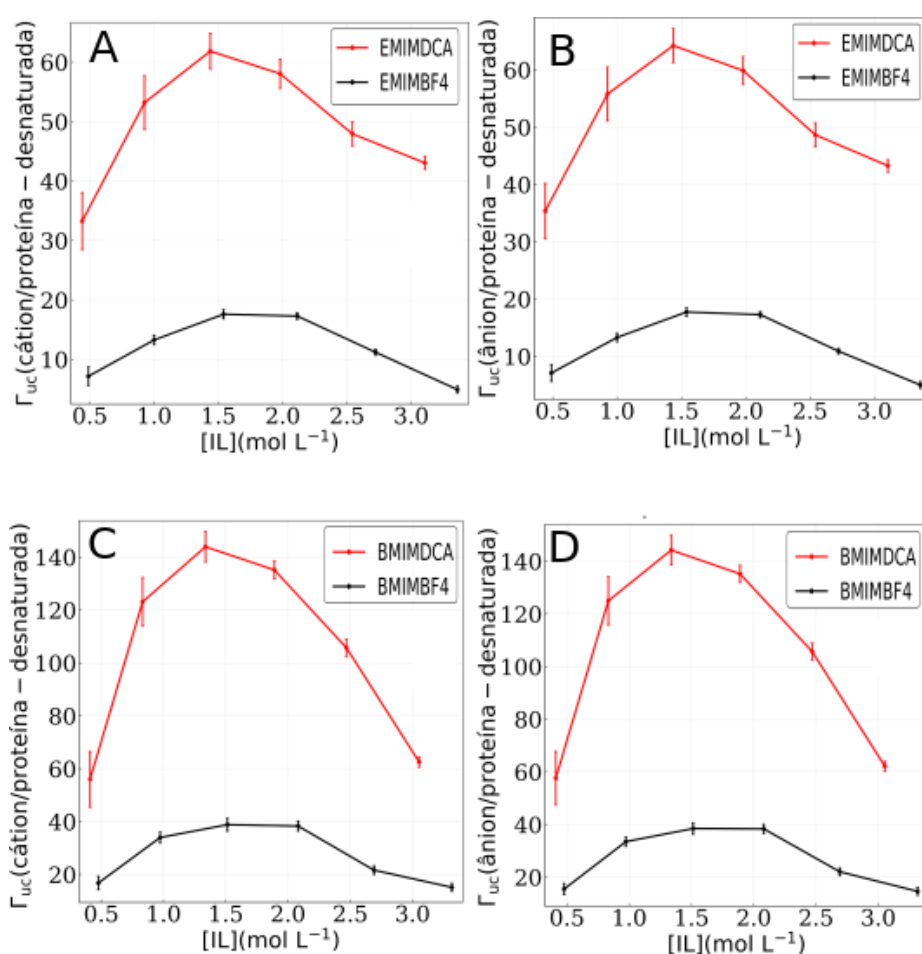 A
EMIMDCA
EMIMBF4
60
50
40
30
20
10
0.5 1.0 1.5 2.0 2.5 3.0
[IL](mol L⁻¹)
Γuc(cátion/proteína − desnaturada)
B
EMIMDCA
EMIMBF4
60
50
40
30
20
10
0.5 1.0 1.5 2.0 2.5 3.0
[IL](mol L⁻¹)
Γuc(ânion/proteína − desnaturada)
C
BMIMDCA
BMIMBF4
140
120
100
80
60
40
20
0.5 1.0 1.5 2.0 2.5 3.0
[IL](mol L⁻¹)
Γuc(cátion/proteína − desnaturada)
D
BMIMDCA
BMIMBF4
140
120
100
80
60
40
20
0.5 1.0 1.5 2.0 2.5 3.0
[IL](mol L⁻¹)
Γuc(ânion/proteína − desnaturada)